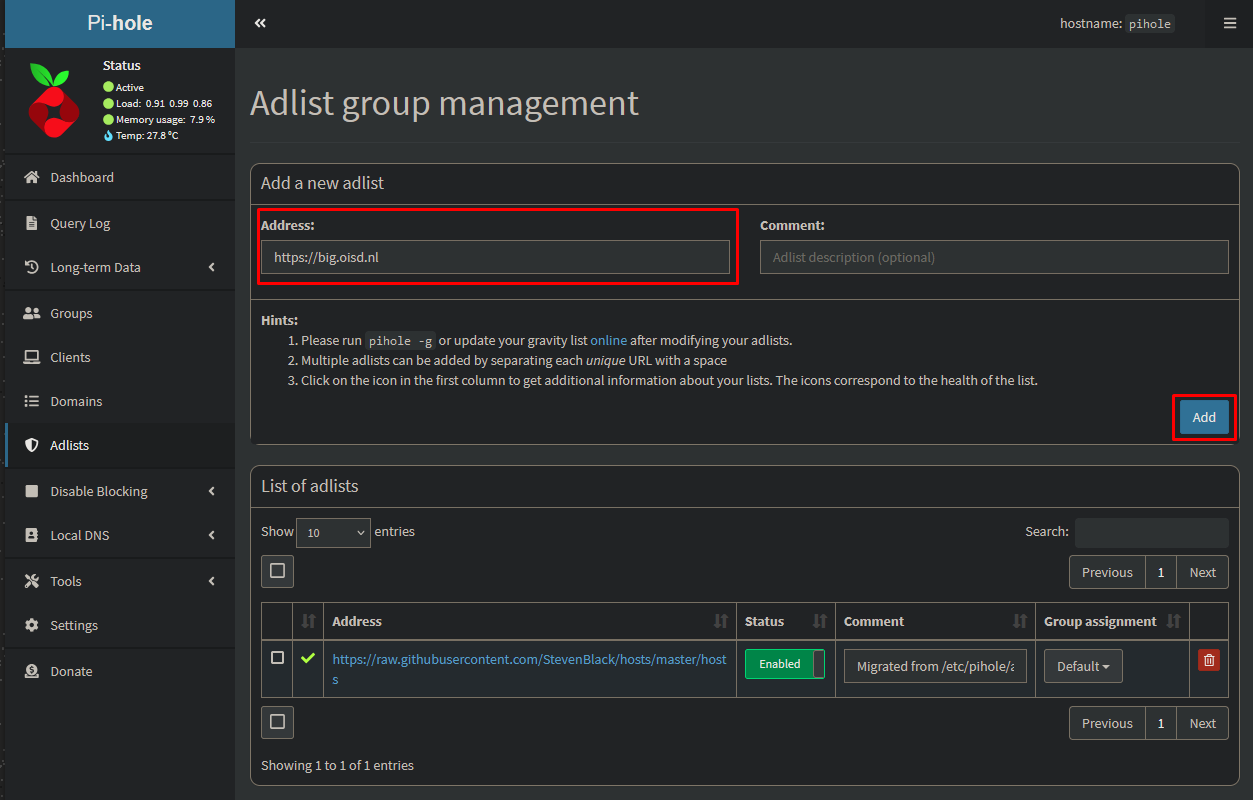 Pi-hole
hostname: pihole
Status
Active
Load: 0.91 0.99 0.86
Memory usage: 7.9 %
Temp: 27.8 °C
Dashboard
Query Log
Long-term Data
Groups
Clients
Domains
Adlists
Disable Blocking
Local DNS
Tools
Settings
Donate
Adlist group management
Add a new adlist
Address:
https://big.oisd.nl
Comment:
Adlist description (optional)
Hints:
1. Please run pihole -g or update your gravity list online after modifying your adlists.
2. Multiple adlists can be added by separating each unique URL with a space
3. Click on the icon in the first column to get additional information about your lists. The icons correspond to the health of the list.
Add
List of adlists
Show 10 entries
Search:
Previous 1 Next
Address Status Comment Group assignment
https://raw.githubusercontent.com/StevenBlack/hosts/master/host
s
Enabled
Migrated from /etc/pihole/a
Default
Previous 1 Next
Showing 1 to 1 of 1 entries